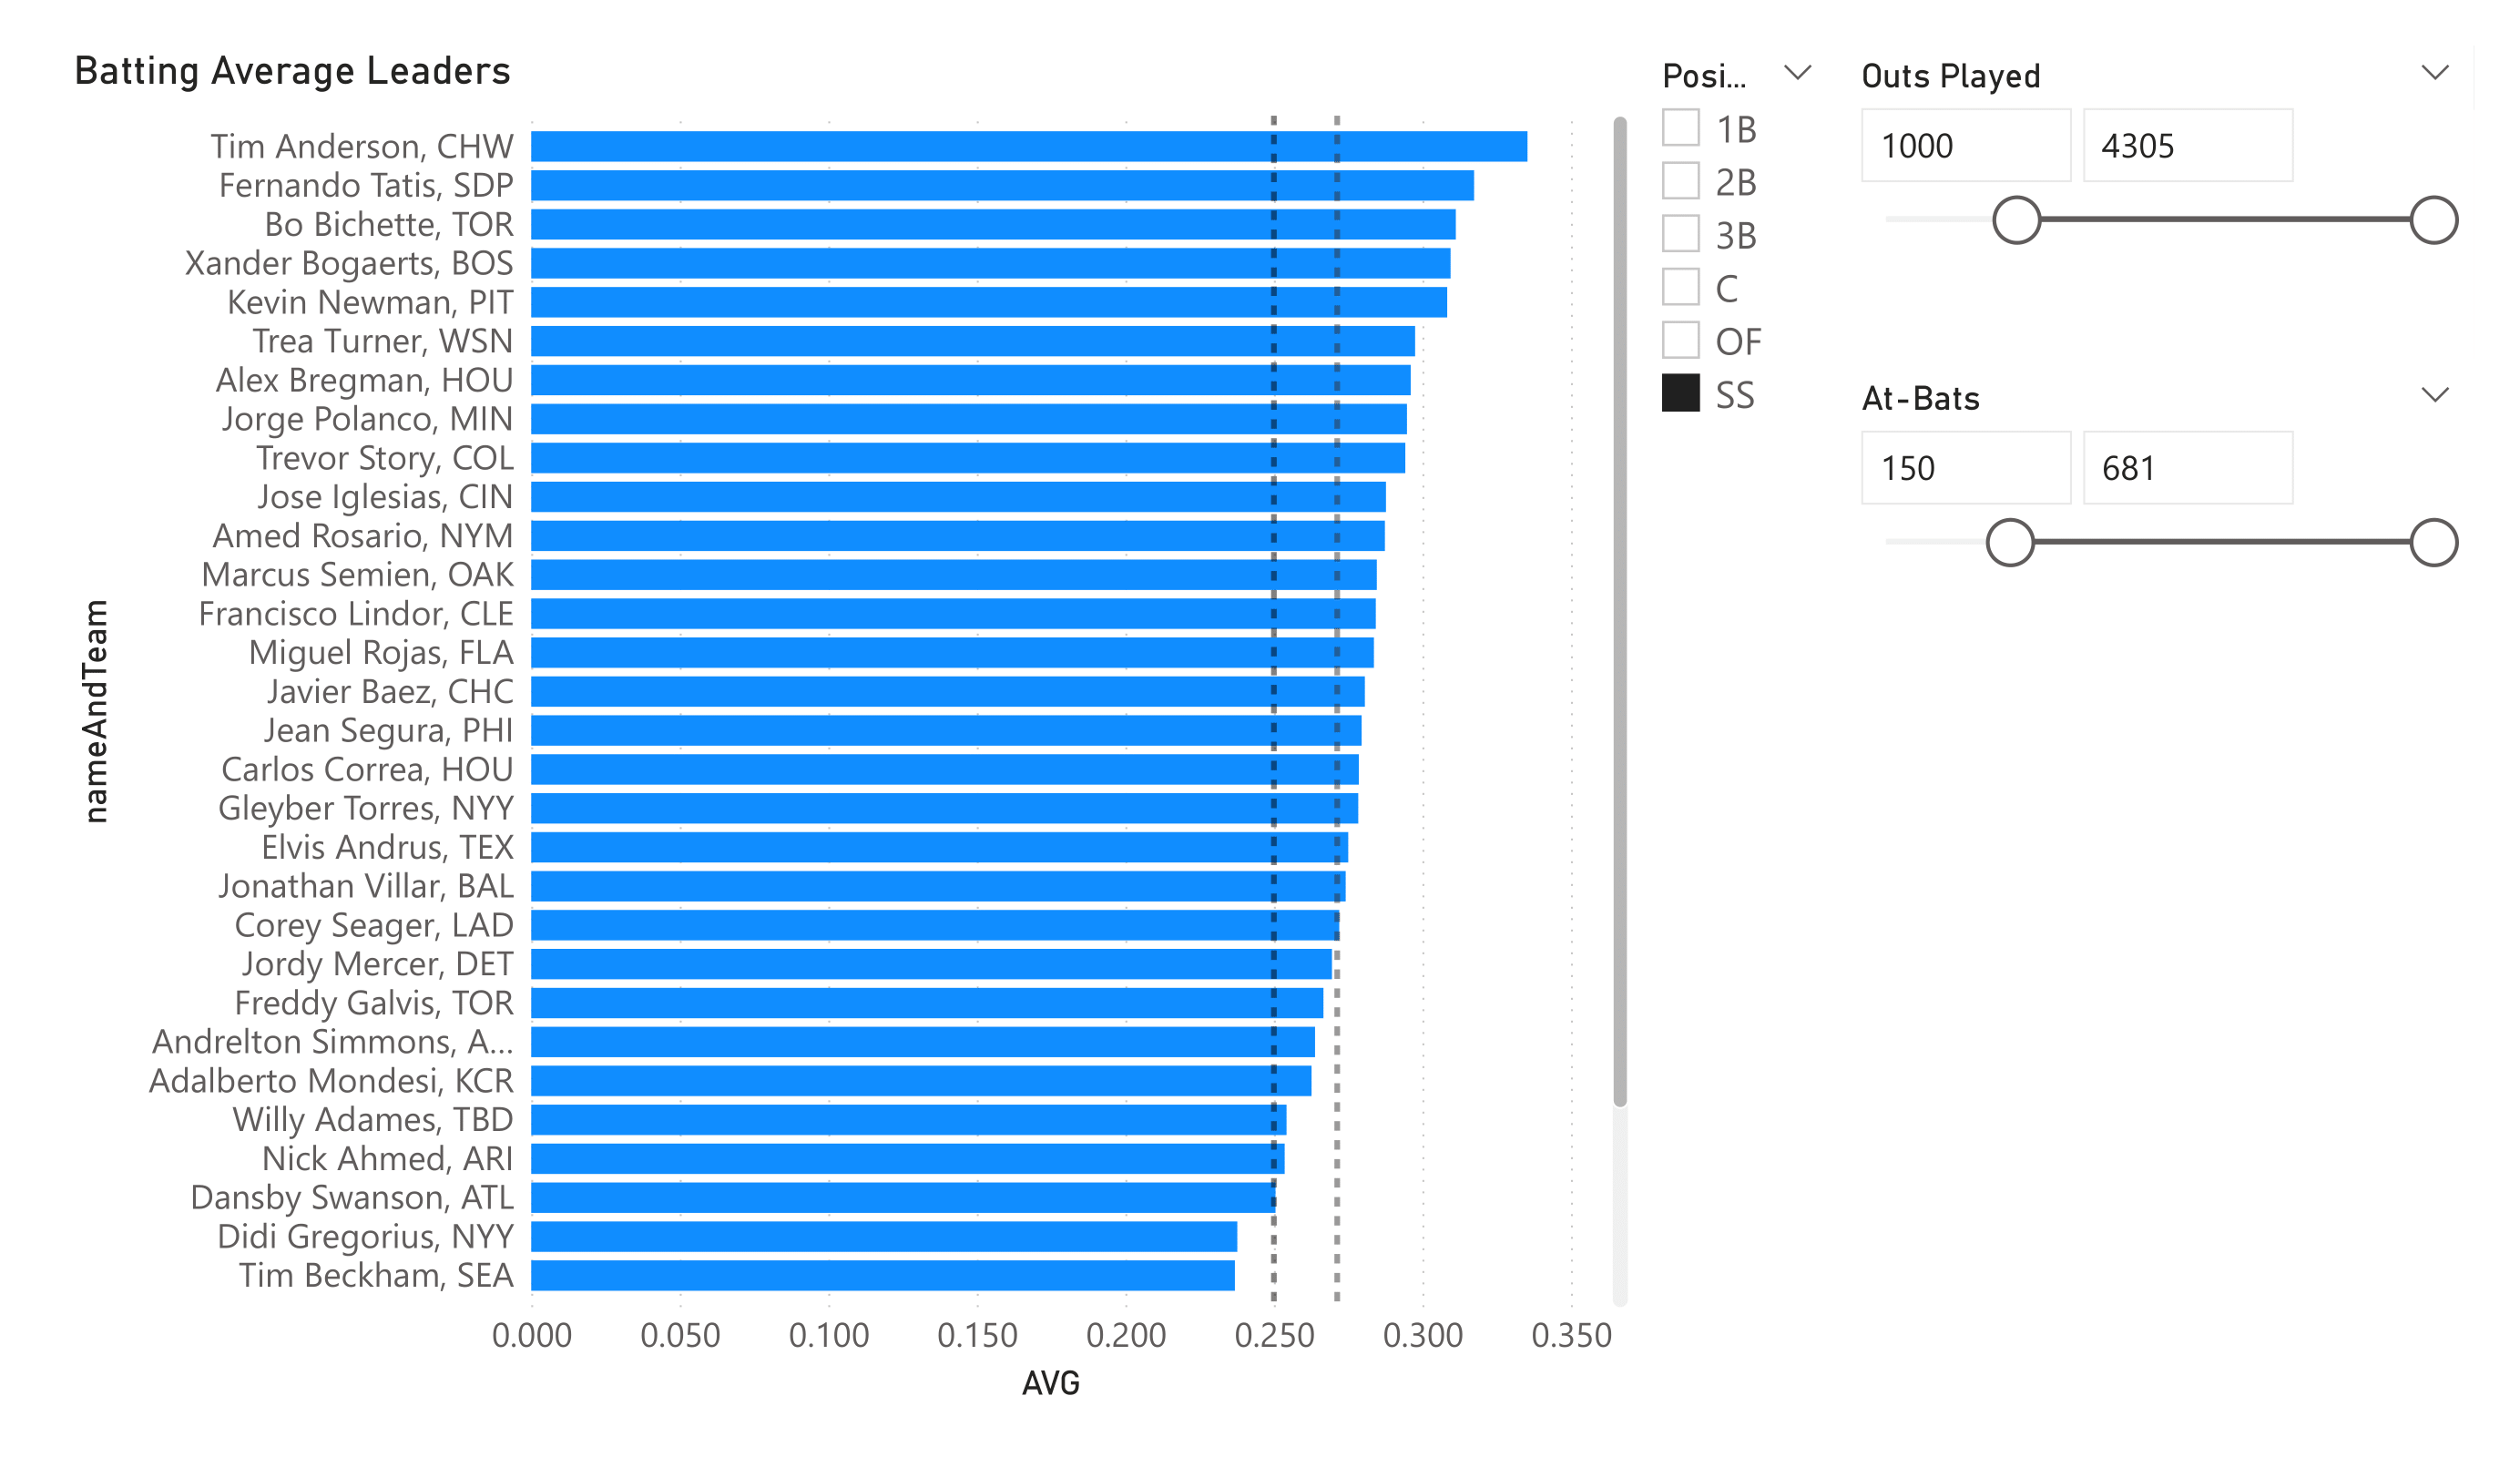 Batting Average Leaders
nameAndTeam
Tim Anderson, CHW
Fernando Tatis, SDP
Bo Bichette, TOR
Xander Bogaerts, BOS
Kevin Newman, PIT
Trea Turner, WSN
Alex Bregman, HOU
Jorge Polanco, MIN
Trevor Story, COL
Jose Iglesias, CIN
Amed Rosario, NYM
Marcus Semien, OAK
Francisco Lindor, CLE
Miguel Rojas, FLA
Javier Baez, CHC
Jean Segura, PHI
Carlos Correa, HOU
Gleyber Torres, NYY
Elvis Andrus, TEX
Jonathan Villar, BAL
Corey Seager, LAD
Jordy Mercer, DET
Freddy Galvis, TOR
Andrelton Simmons, A...
Adalberto Mondesi, KCR
Willy Adames, TBD
Nick Ahmed, ARI
Dansby Swanson, ATL
Didi Gregorius, NYY
Tim Beckham, SEA
0.000 0.050 0.100 0.150 0.200 0.250 0.300 0.350
AVG
Posi...
1B
2B
3B
C
OF
SS
Outs Played
1000 4305
At-Bats
150 681